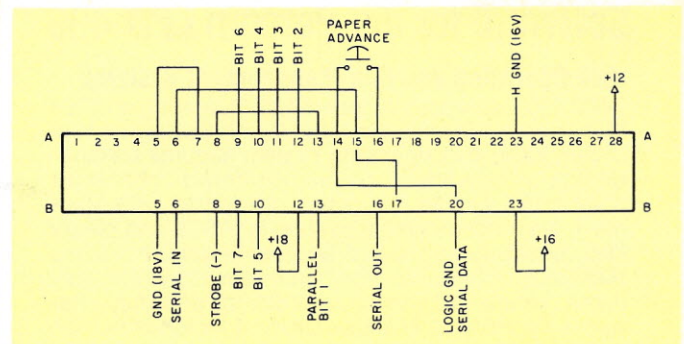 PAPER
ADVANCE
BIT 6
BIT 4
BIT 3
BIT 2
H GND (16V)
+12
A 1 2 3 4 5 6 7 8 9 10 11 12 13 14 15 16 17 18 19 20 21 22 23 24 25 26 27 28 A
B 5 6 8 9 10 12 13 16 17 20 23 B
+18
+16
GND (18V)
SERIAL IN
STROBE (-)
BIT 7
BIT 5
PARALLEL
BIT 1
SERIAL OUT
LOGIC GND
SERIAL DATA